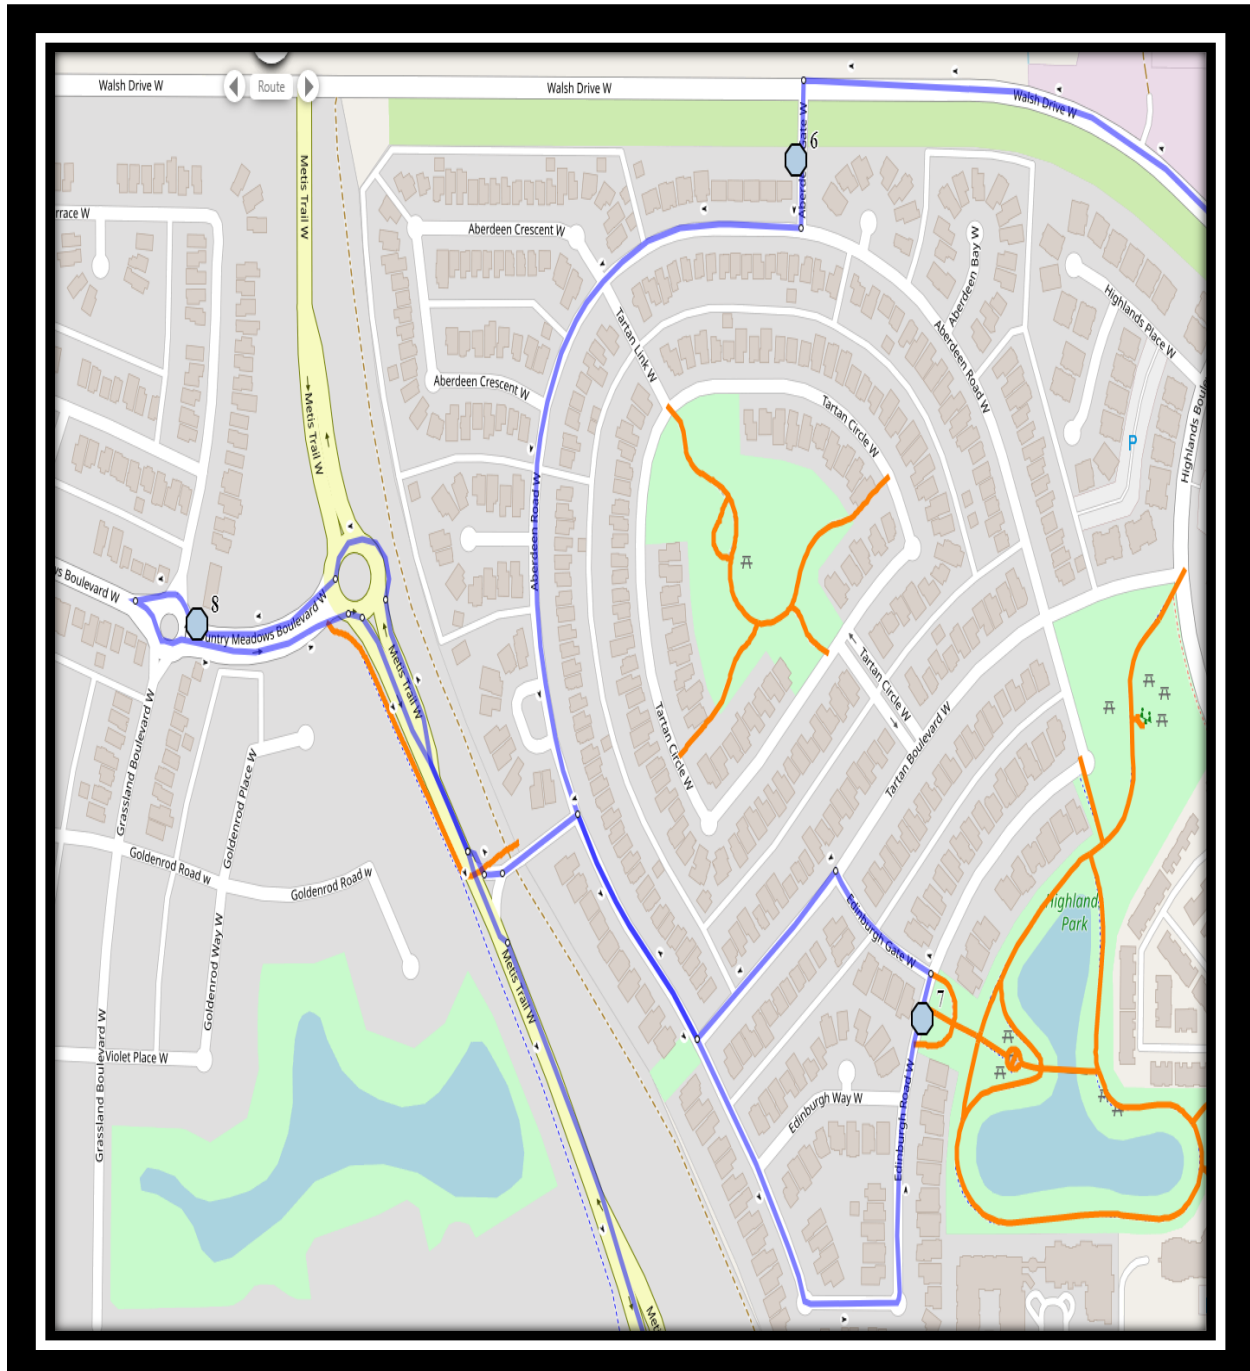 Walsh Drive W
Route
Walsh Drive W
Walsh Drive W
6
Metis Trail W
rrace W
Aberdeen Crescent W
Aberdeen Bay W
Highlands Place W
Tartan Link W
Aberdeen Road W
Aberdeen Crescent W
Metis Trail W
Tartan Circle W
P
Aberdeen Road W
s Boulevard W
8
untry Meadows Boulevard W
Metis Trail W
Tartan Circle W
Tartan Circle W
Tartan Boulevard W
Grassland Boulevard W
Goldenrod Place W
Goldenrod Road w
Goldenrod Road w
Edinburgh Gate W
Highland
Park
Goldenrod Way W
Metis Trail W
7
Violet Place W
Grassland Boulevard W
Edinburgh Way W
Edinburgh Road W